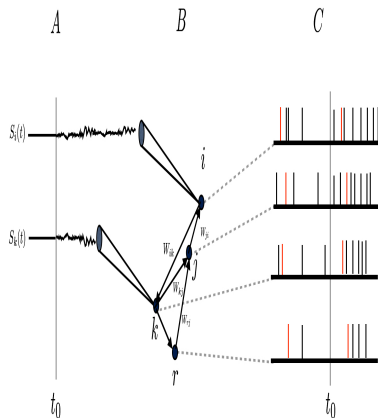 A B C
S_i(t)
i
S_k(t)
W_ik W_ji
j
W_kj
k
W_rj
r
t_0 t_0